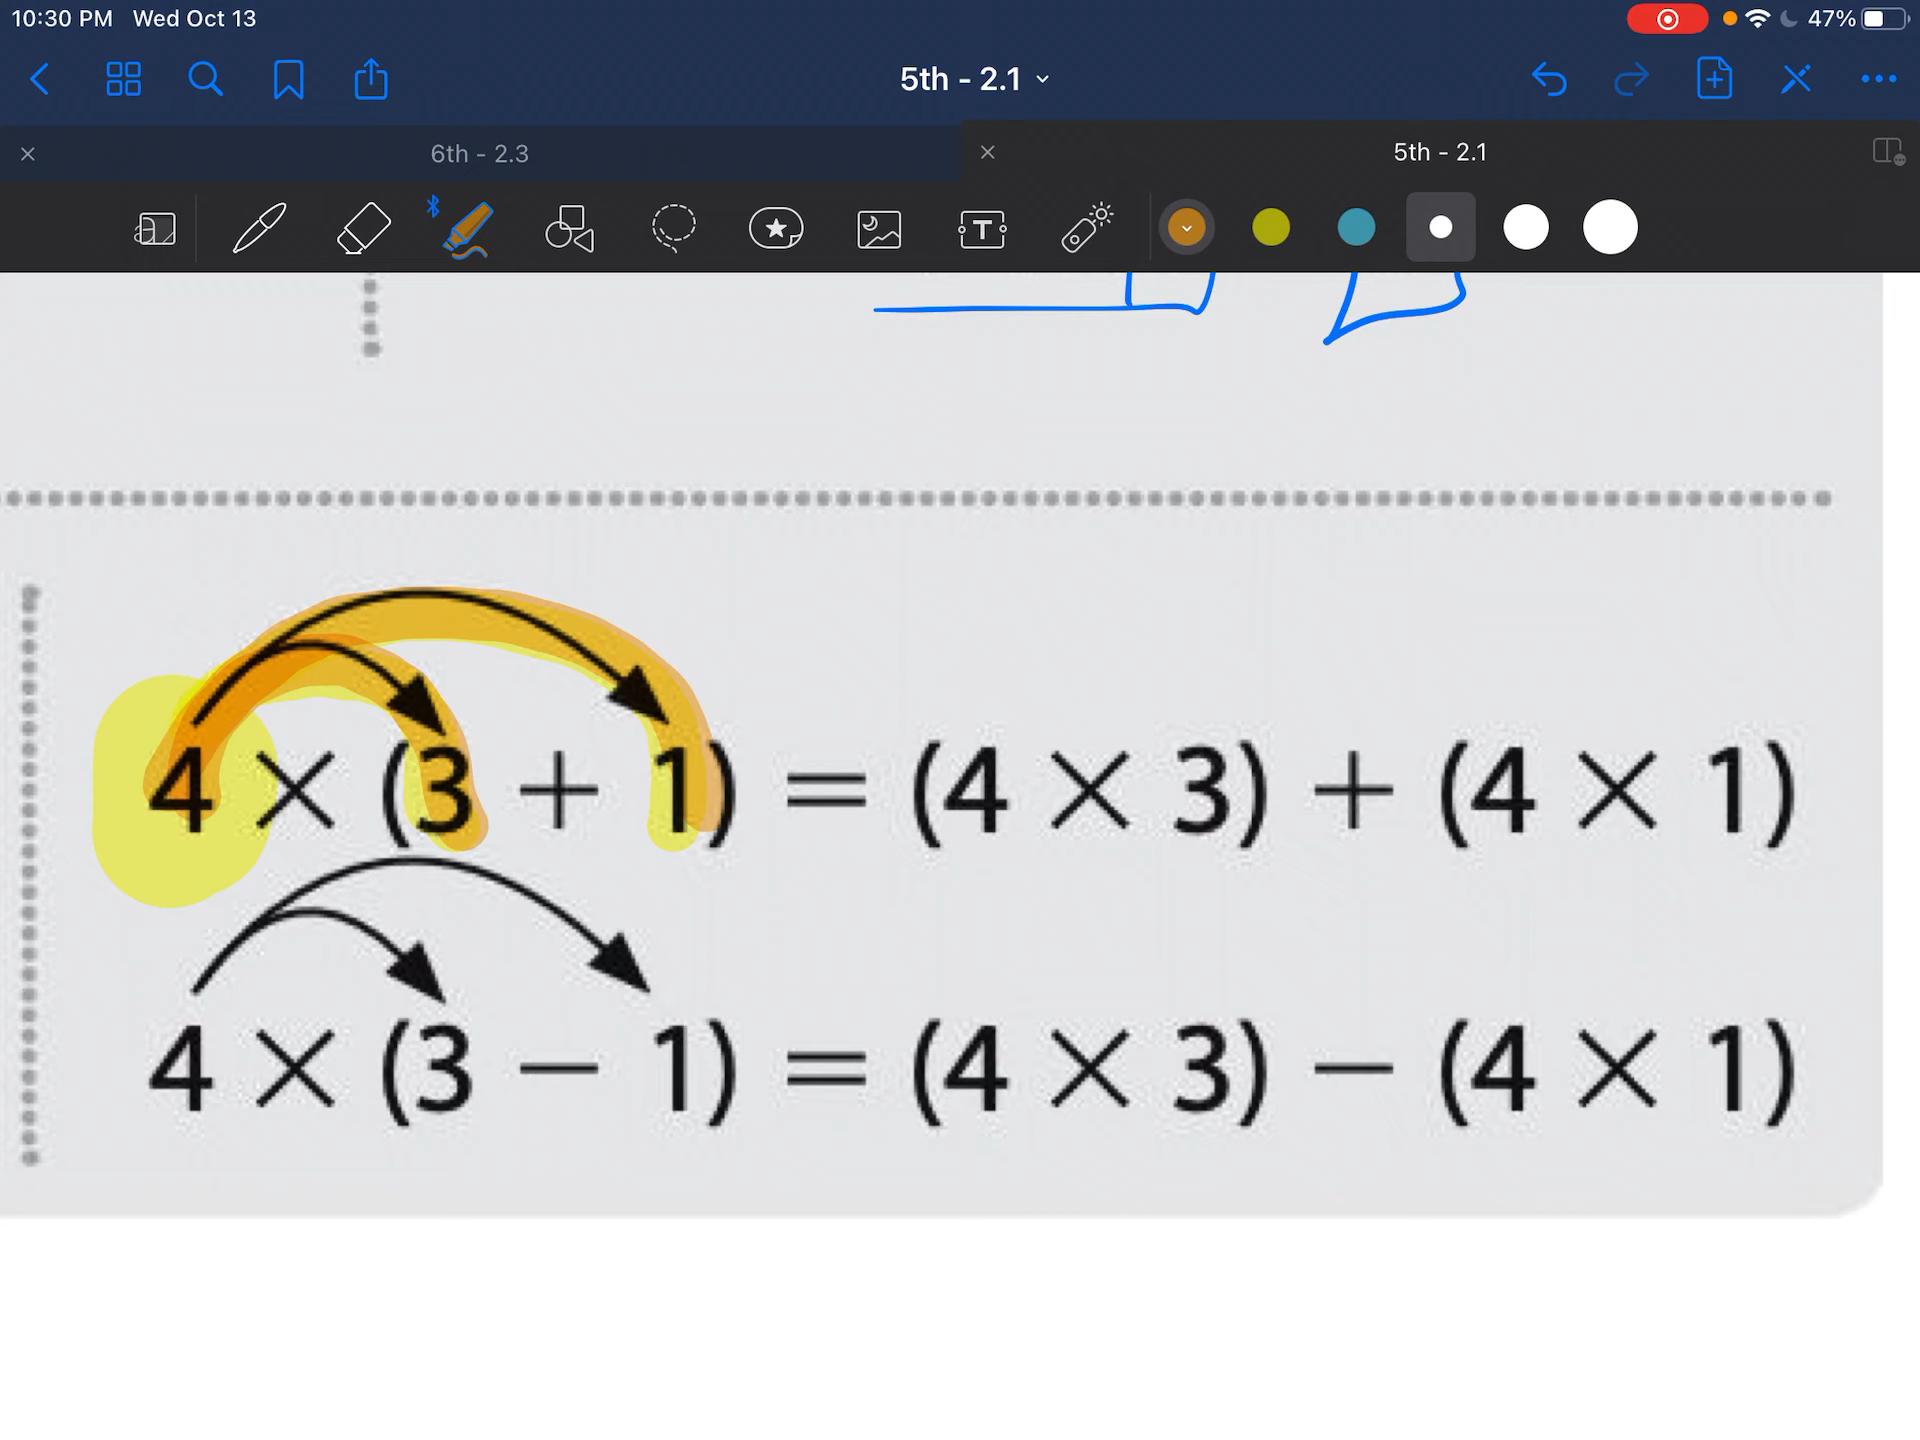 10:30 PM Wed Oct 13
47%
5th - 2.1
6th - 2.3
5th - 2.1
4 × (3 + 1) = (4 × 3) + (4 × 1)
4 × (3 − 1) = (4 × 3) − (4 × 1)